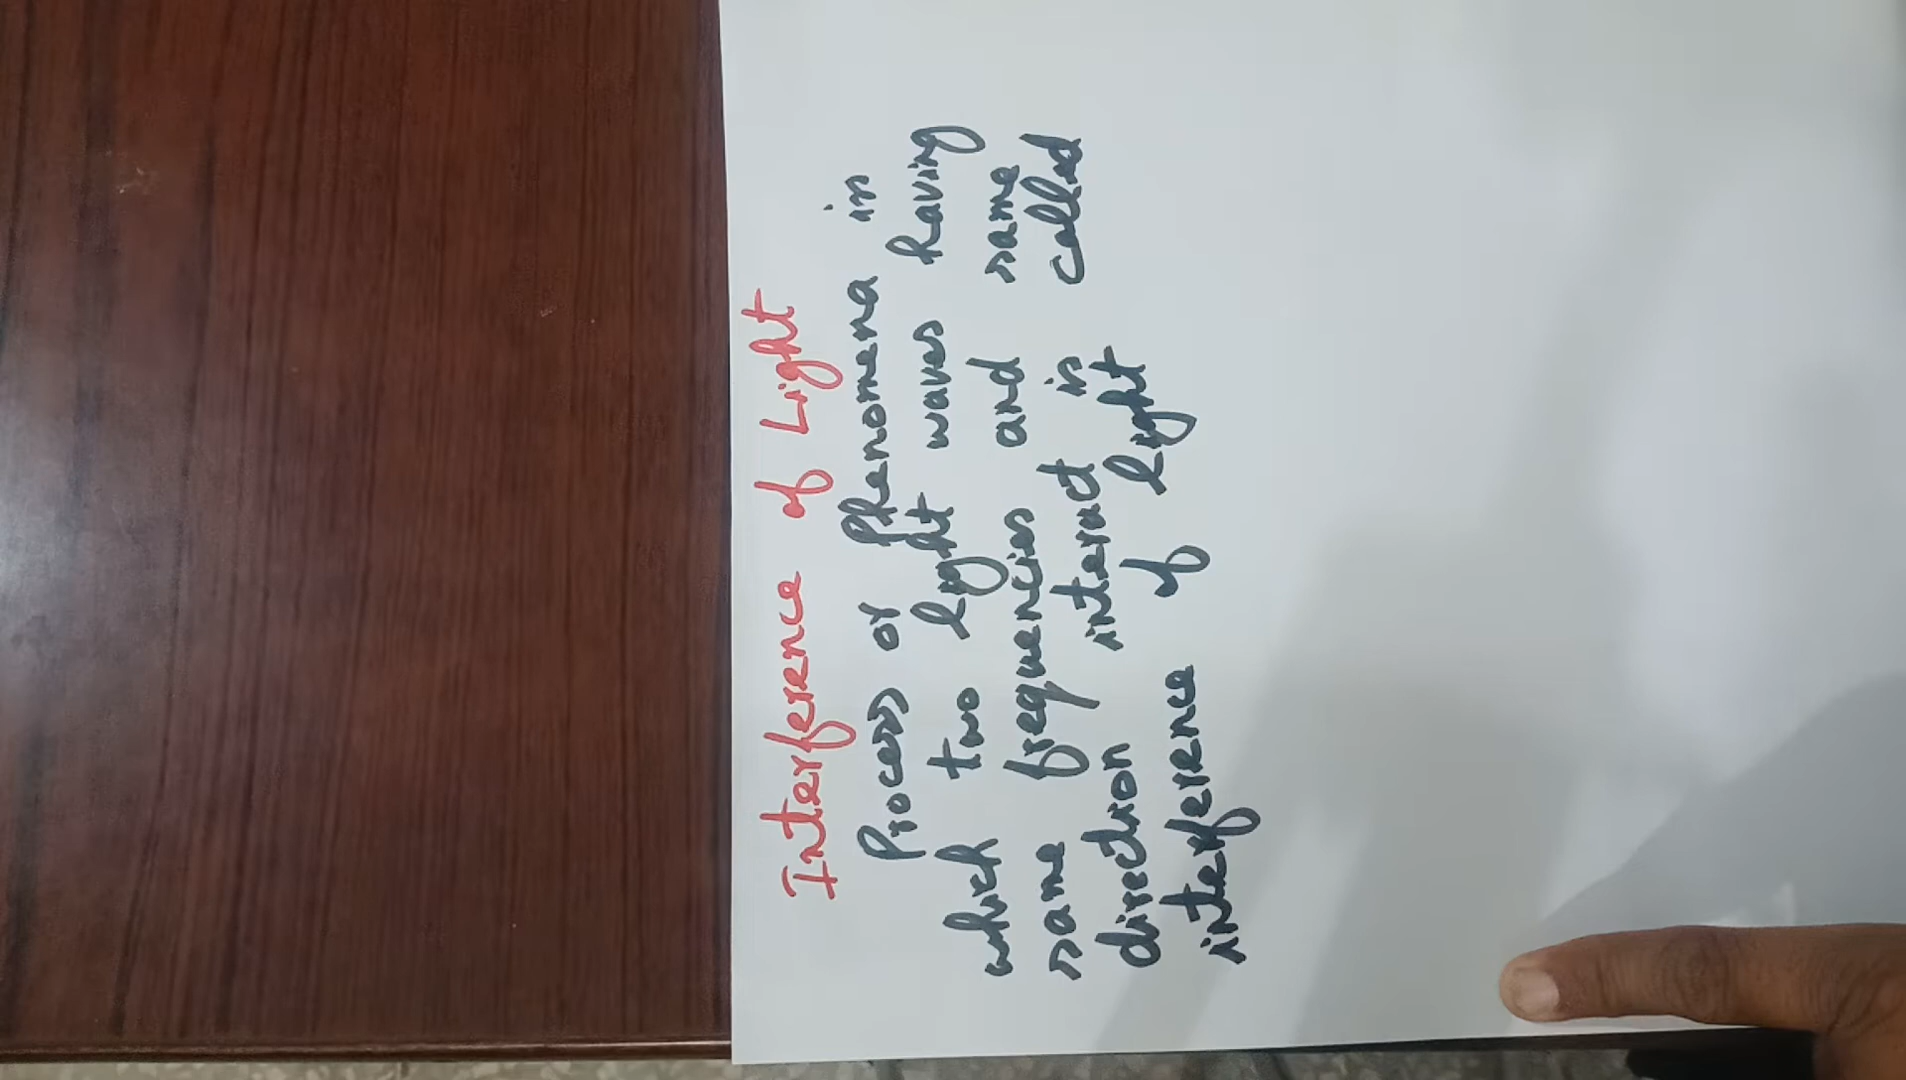 Interference of Light
Process or Phenomena in
which two light waves having
same frequencies and same
direction interact is called
interference of light